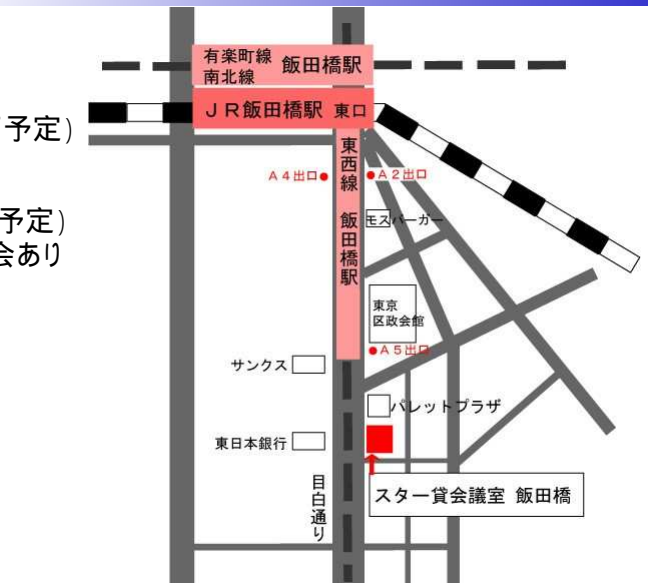 予定)
予定)
会あり
有楽町線
南北線
飯田橋駅
JR飯田橋駅 東口
東西線 飯田橋駅
A4出口
A2出口
モスバーガー
東京
区政会館
A5出口
サンクス
パレットプラザ
東日本銀行
目白通り
スター貸会議室 飯田橋